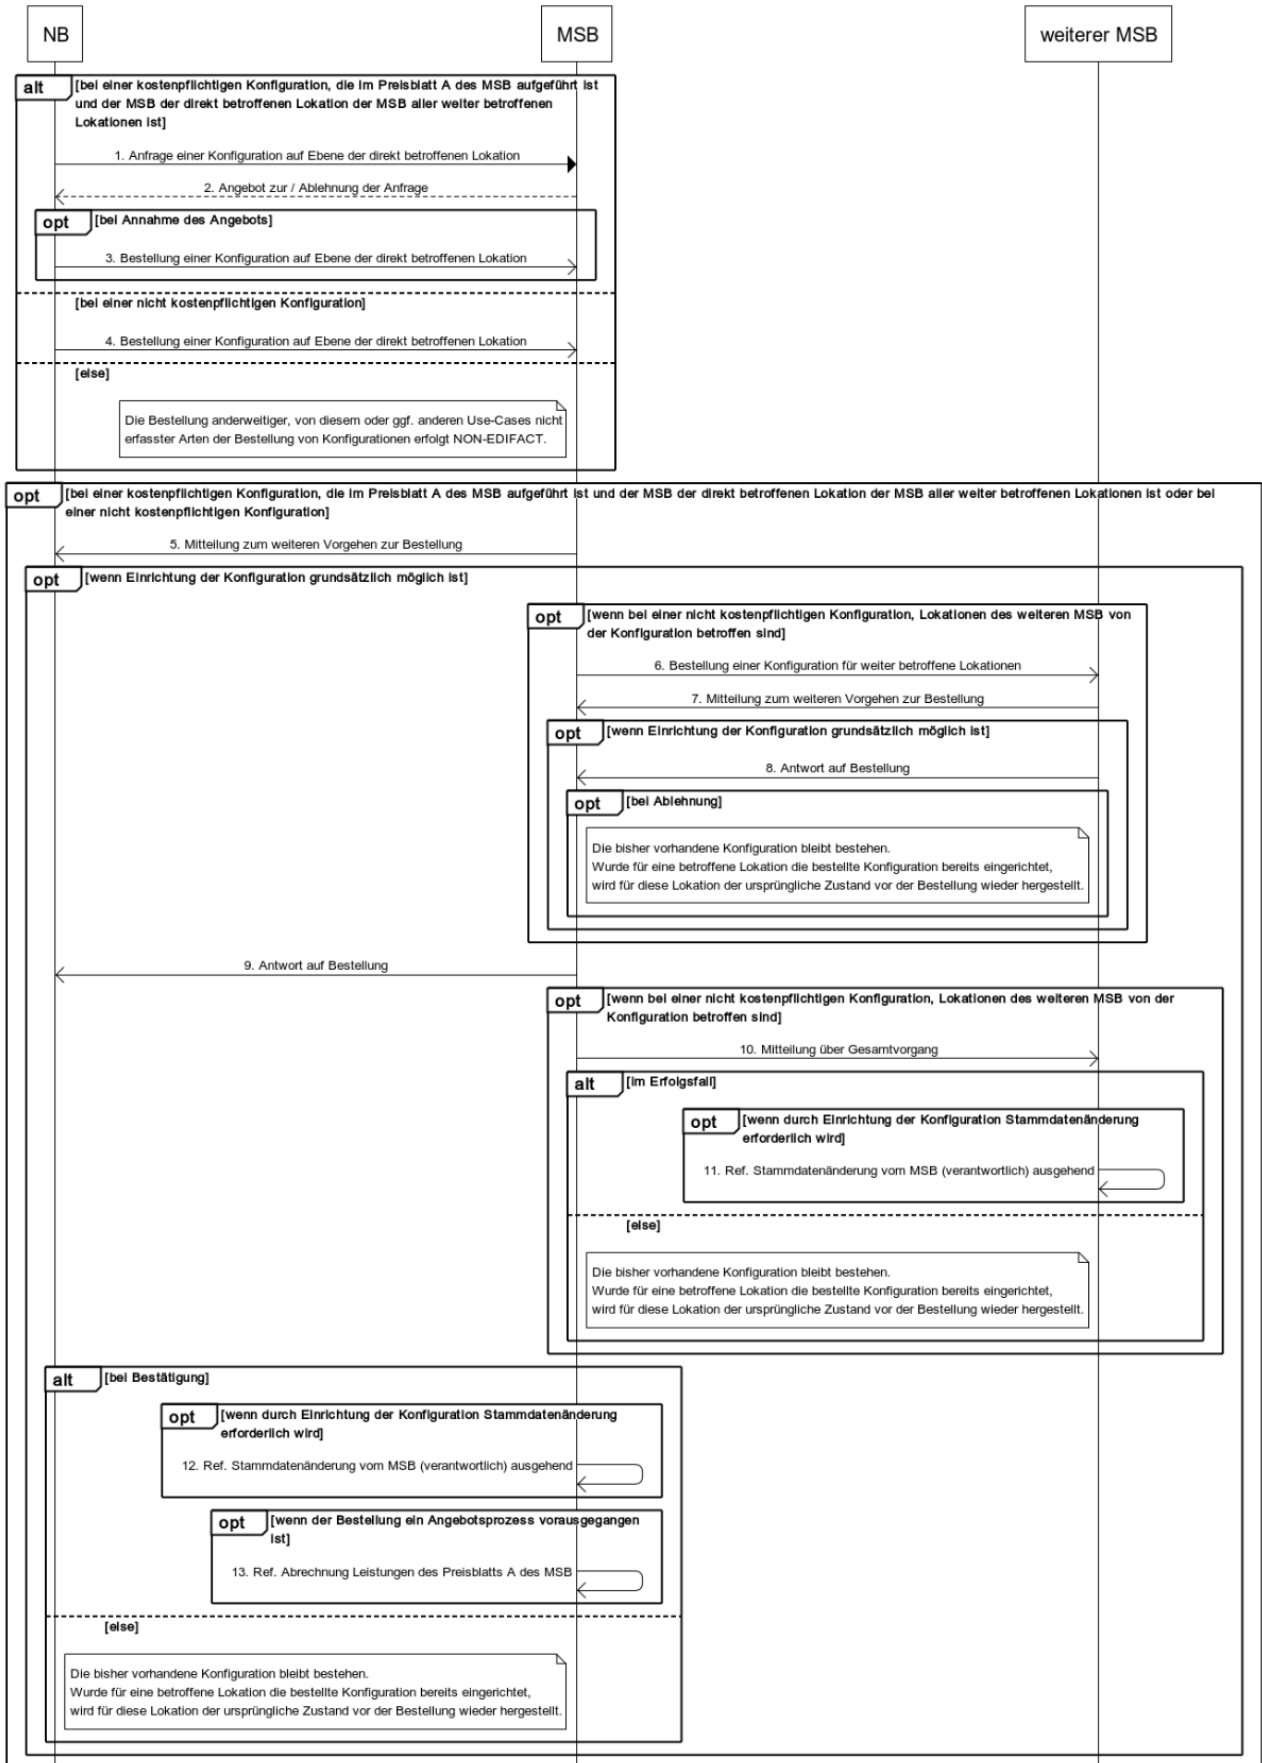 NB
MSB
weiterer MSB
alt
[bei einer kostenpflichtigen Konfiguration, die im Preisblatt A des MSB aufgeführt ist
und der MSB der direkt betroffenen Lokation der MSB aller weiter betroffenen
Lokationen ist]
1. Anfrage einer Konfiguration auf Ebene der direkt betroffenen Lokation
2. Angebot zur / Ablehnung der Anfrage
opt
[bei Annahme des Angebots]
3. Bestellung einer Konfiguration auf Ebene der direkt betroffenen Lokation
[bei einer nicht kostenpflichtigen Konfiguration]
4. Bestellung einer Konfiguration auf Ebene der direkt betroffenen Lokation
[else]
Die Bestellung anderweitiger, von diesem oder ggf. anderen Use-Cases nicht
erfasster Arten der Bestellung von Konfigurationen erfolgt NON-EDIFACT.
opt
[bei einer kostenpflichtigen Konfiguration, die im Preisblatt A des MSB aufgeführt ist und der MSB der direkt betroffenen Lokation der MSB aller weiter betroffenen Lokationen ist oder bei
einer nicht kostenpflichtigen Konfiguration]
5. Mitteilung zum weiteren Vorgehen zur Bestellung
opt
[wenn Einrichtung der Konfiguration grundsätzlich möglich ist]
opt
[wenn bei einer nicht kostenpflichtigen Konfiguration, Lokationen des weiteren MSB von
der Konfiguration betroffen sind]
6. Bestellung einer Konfiguration für weiter betroffene Lokationen
7. Mitteilung zum weiteren Vorgehen zur Bestellung
opt
[wenn Einrichtung der Konfiguration grundsätzlich möglich ist]
8. Antwort auf Bestellung
opt
[bei Ablehnung]
Die bisher vorhandene Konfiguration bleibt bestehen.
Wurde für eine betroffene Lokation die bestellte Konfiguration bereits eingerichtet,
wird für diese Lokation der ursprüngliche Zustand vor der Bestellung wieder hergestellt.
9. Antwort auf Bestellung
opt
[wenn bei einer nicht kostenpflichtigen Konfiguration, Lokationen des weiteren MSB von der
Konfiguration betroffen sind]
10. Mitteilung über Gesamtvorgang
alt
[im Erfolgsfall]
opt
[wenn durch Einrichtung der Konfiguration Stammdatenänderung
erforderlich wird]
11. Ref. Stammdatenänderung vom MSB (verantwortlich) ausgehend
[else]
Die bisher vorhandene Konfiguration bleibt bestehen.
Wurde für eine betroffene Lokation die bestellte Konfiguration bereits eingerichtet,
wird für diese Lokation der ursprüngliche Zustand vor der Bestellung wieder hergestellt.
alt
[bei Bestätigung]
opt
[wenn durch Einrichtung der Konfiguration Stammdatenänderung
erforderlich wird]
12. Ref. Stammdatenänderung vom MSB (verantwortlich) ausgehend
opt
[wenn der Bestellung ein Angebotsprozess vorausgegangen
ist]
13. Ref. Abrechnung Leistungen des Preisblatts A des MSB
[else]
Die bisher vorhandene Konfiguration bleibt bestehen.
Wurde für eine betroffene Lokation die bestellte Konfiguration bereits eingerichtet,
wird für diese Lokation der ursprüngliche Zustand vor der Bestellung wieder hergestellt.